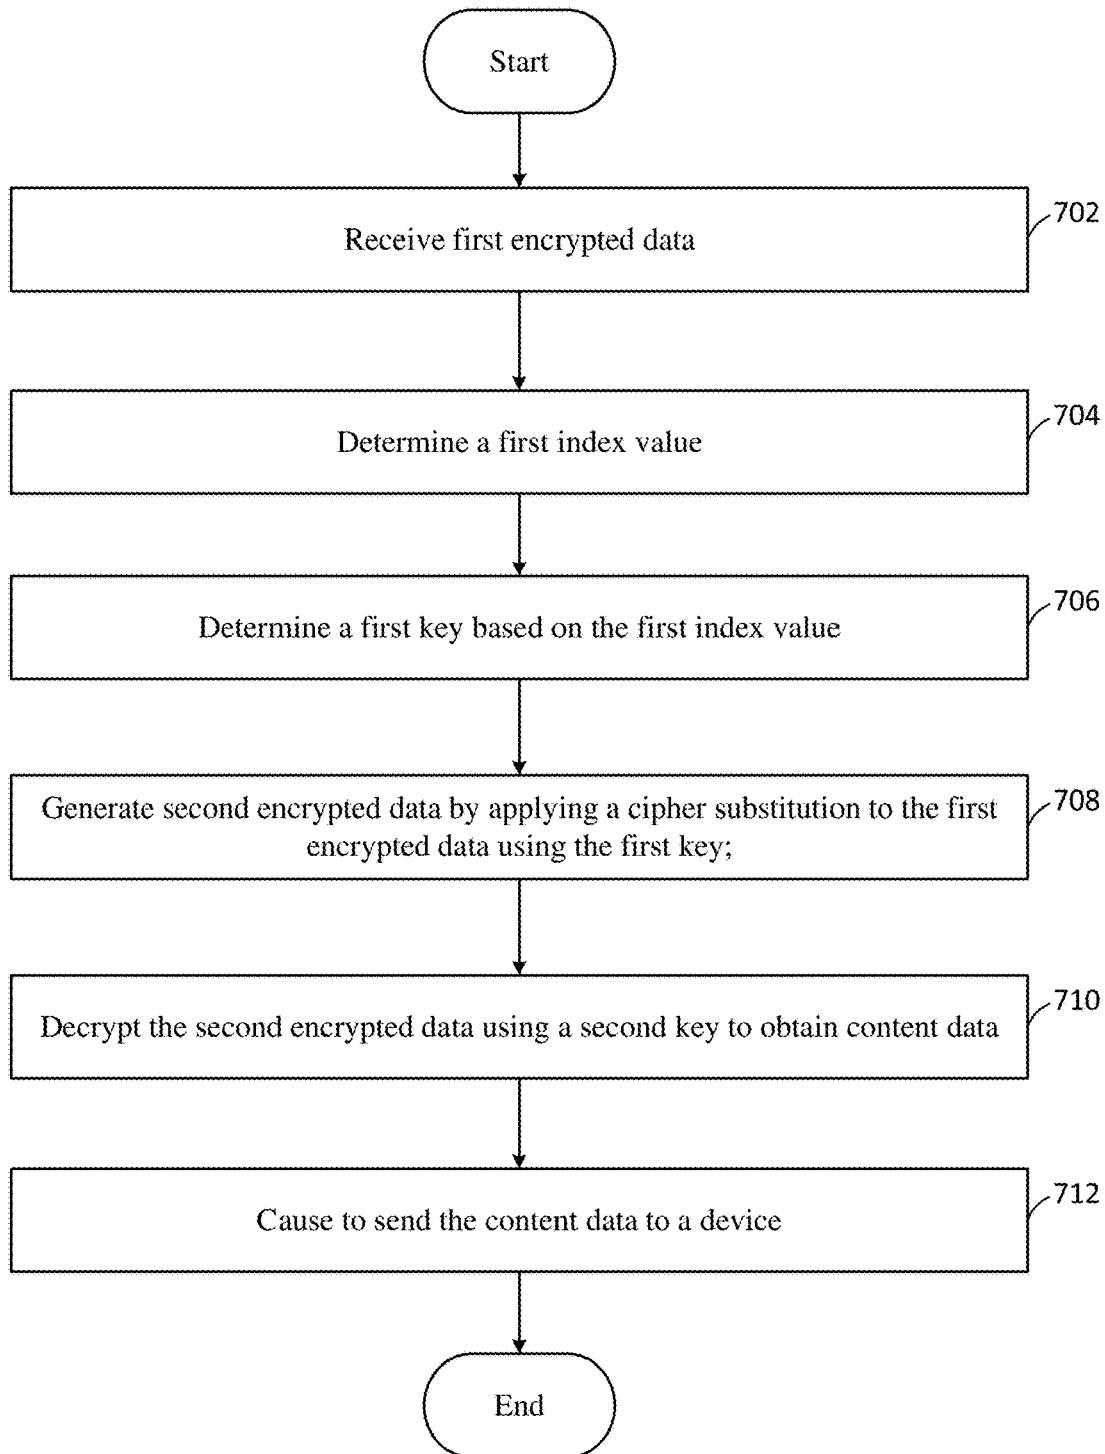 Start
702
Receive first encrypted data
704
Determine a first index value
706
Determine a first key based on the first index value
708
Generate second encrypted data by applying a cipher substitution to the first
encrypted data using the first key;
710
Decrypt the second encrypted data using a second key to obtain content data
712
Cause to send the content data to a device
End